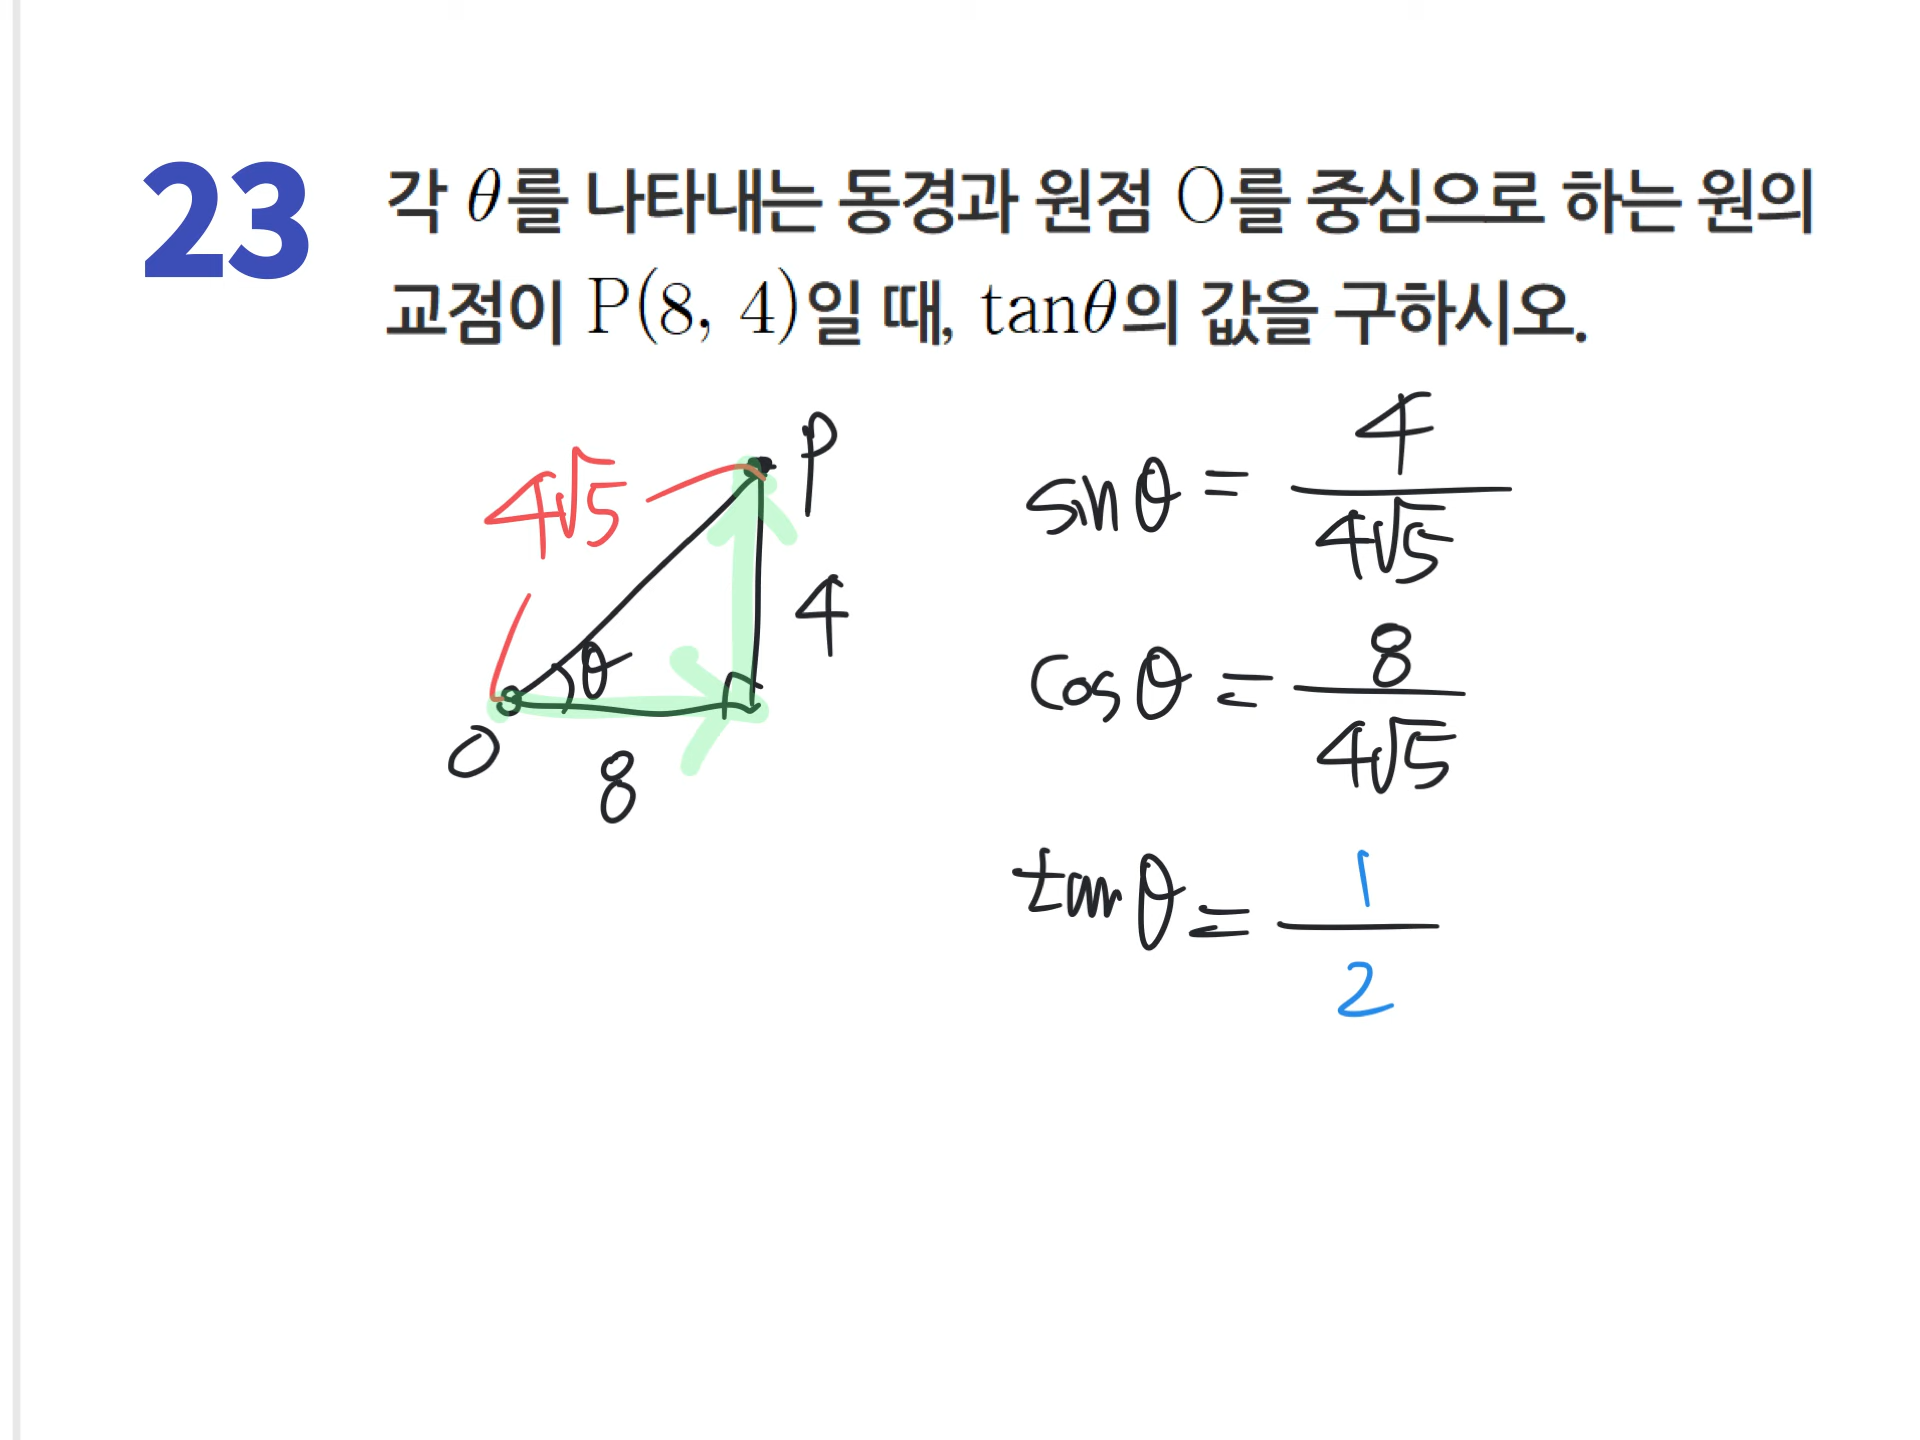 23 각 θ를 나타내는 동경과 원점 O를 중심으로 하는 원의
교점이 P(8, 4)일 때, tanθ의 값을 구하시오.
4√5
P
4
θ
O
8
sinθ = 4/4√5
cosθ = 8/4√5
tanθ = 1/2